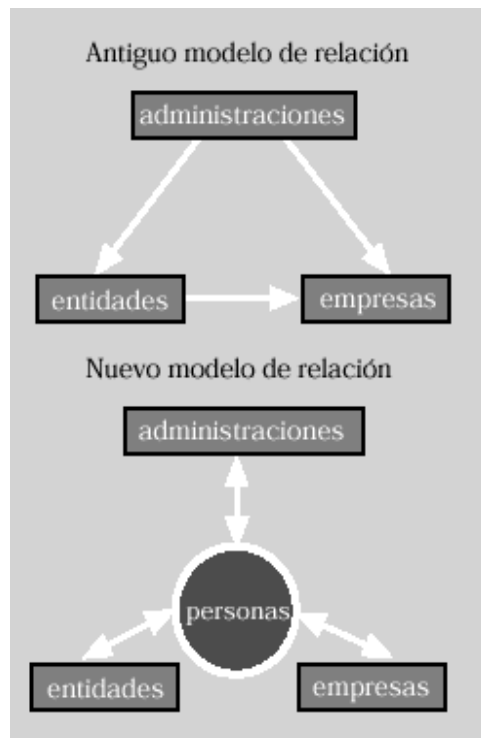 Antiguo modelo de relación
administraciones
entidades
empresas
Nuevo modelo de relación
administraciones
personas
entidades
empresas